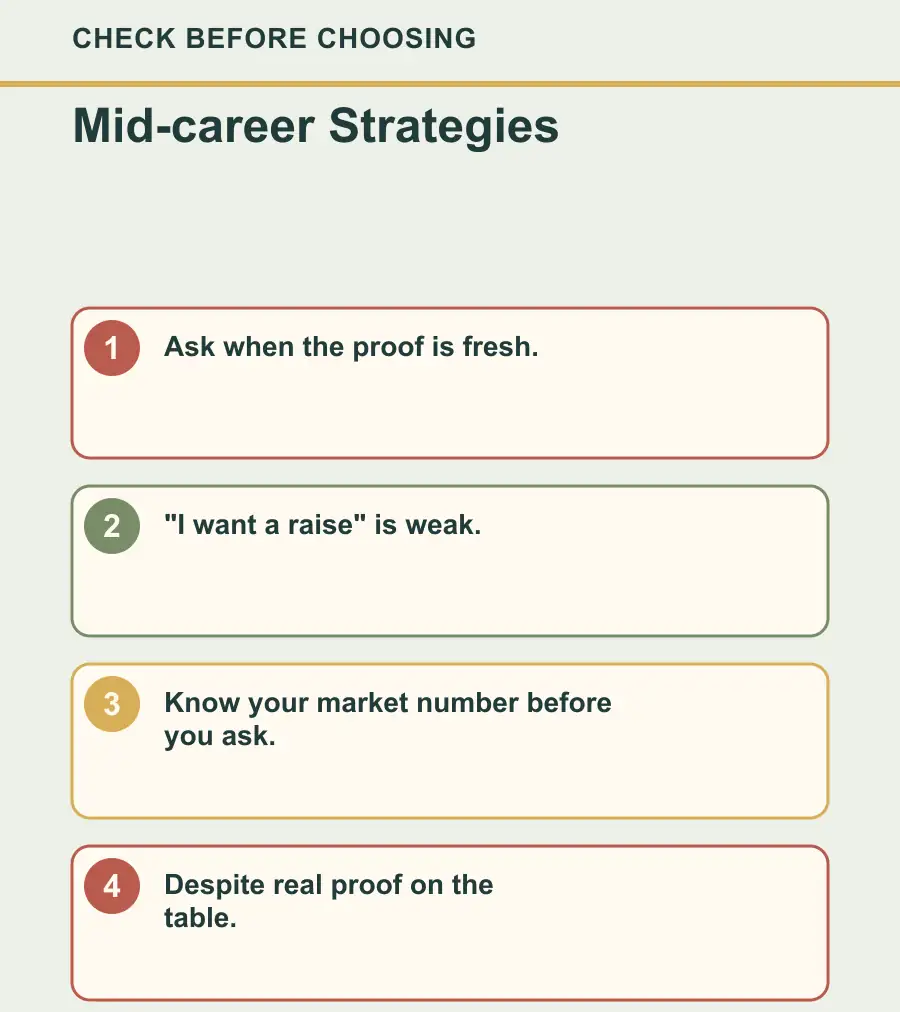 CHECK BEFORE CHOOSING
Mid-career Strategies
1
Ask when the proof is fresh.
2
"I want a raise" is weak.
3
Know your market number before
you ask.
4
Despite real proof on the
table.